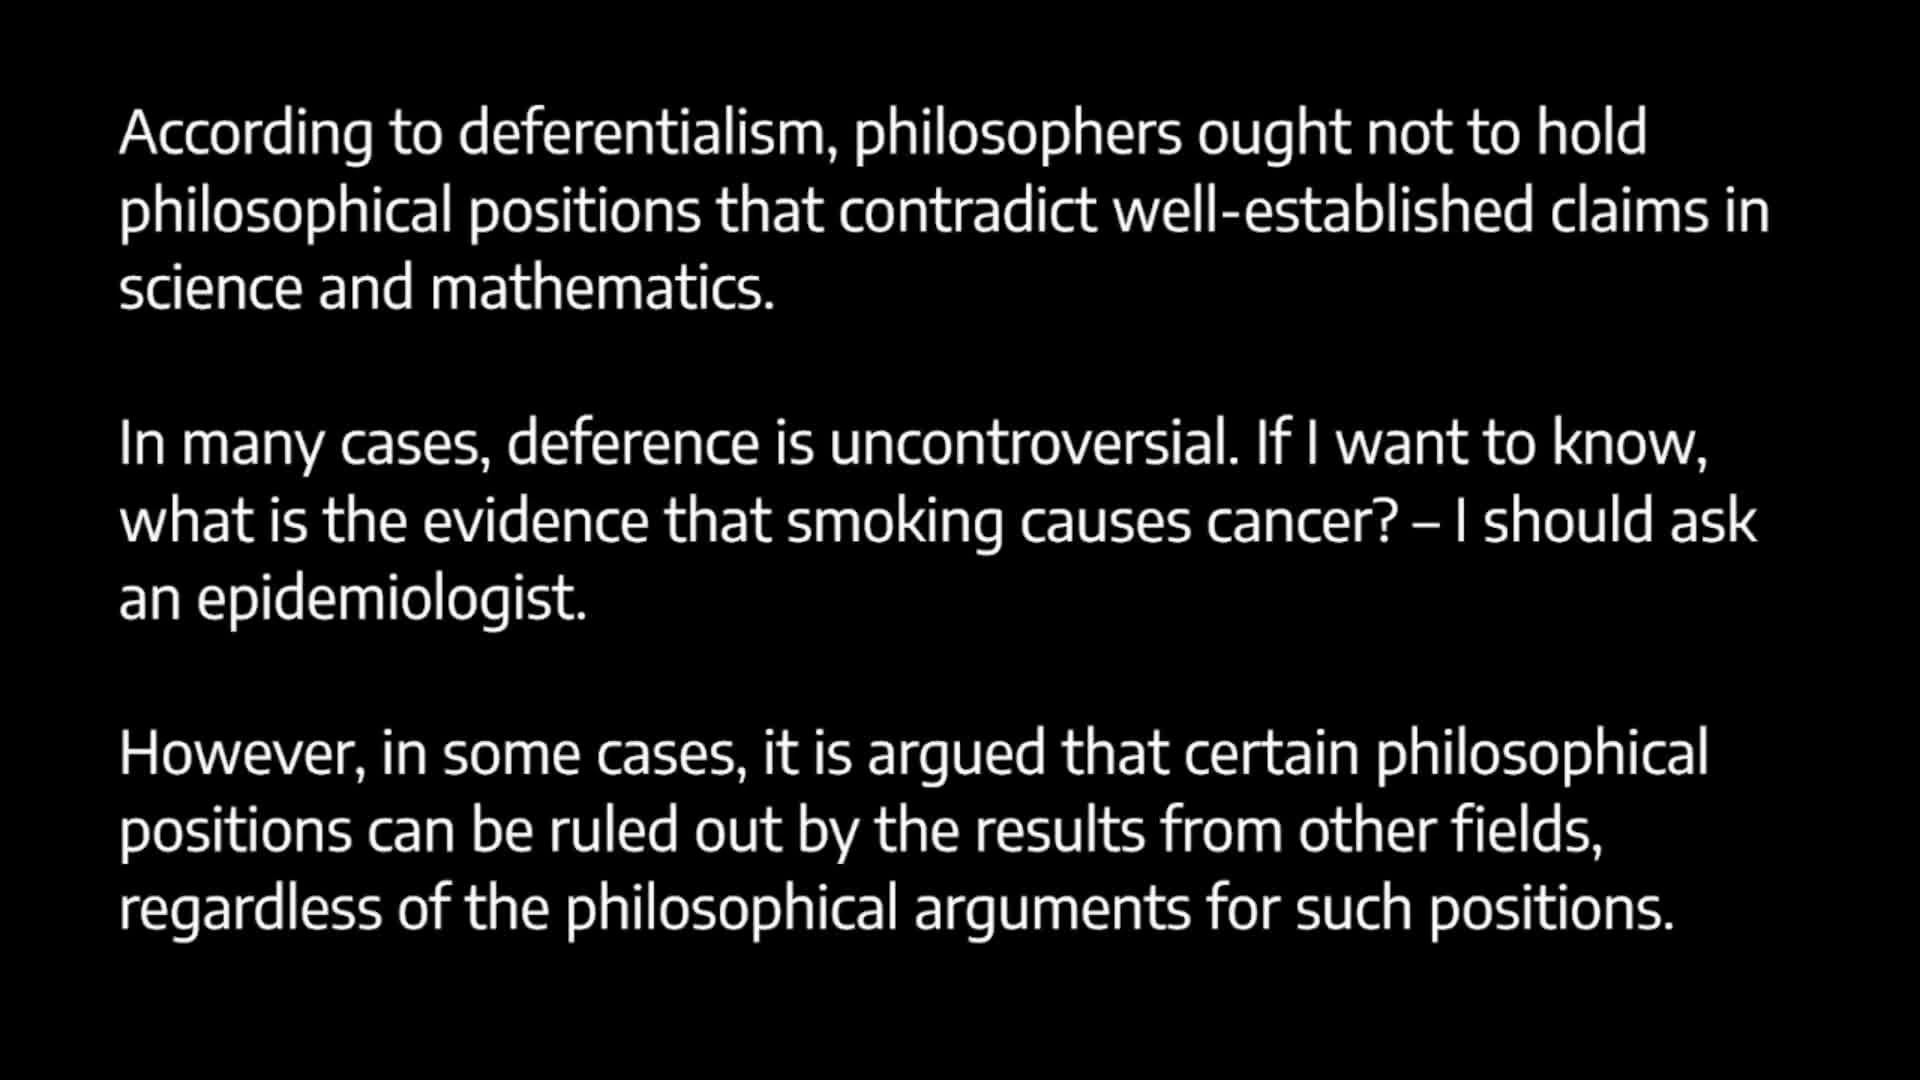 According to deferentialism, philosophers ought not to hold
philosophical positions that contradict well-established claims in
science and mathematics.
In many cases, deference is uncontroversial. If I want to know,
what is the evidence that smoking causes cancer? – I should ask
an epidemiologist.
However, in some cases, it is argued that certain philosophical
positions can be ruled out by the results from other fields,
regardless of the philosophical arguments for such positions.